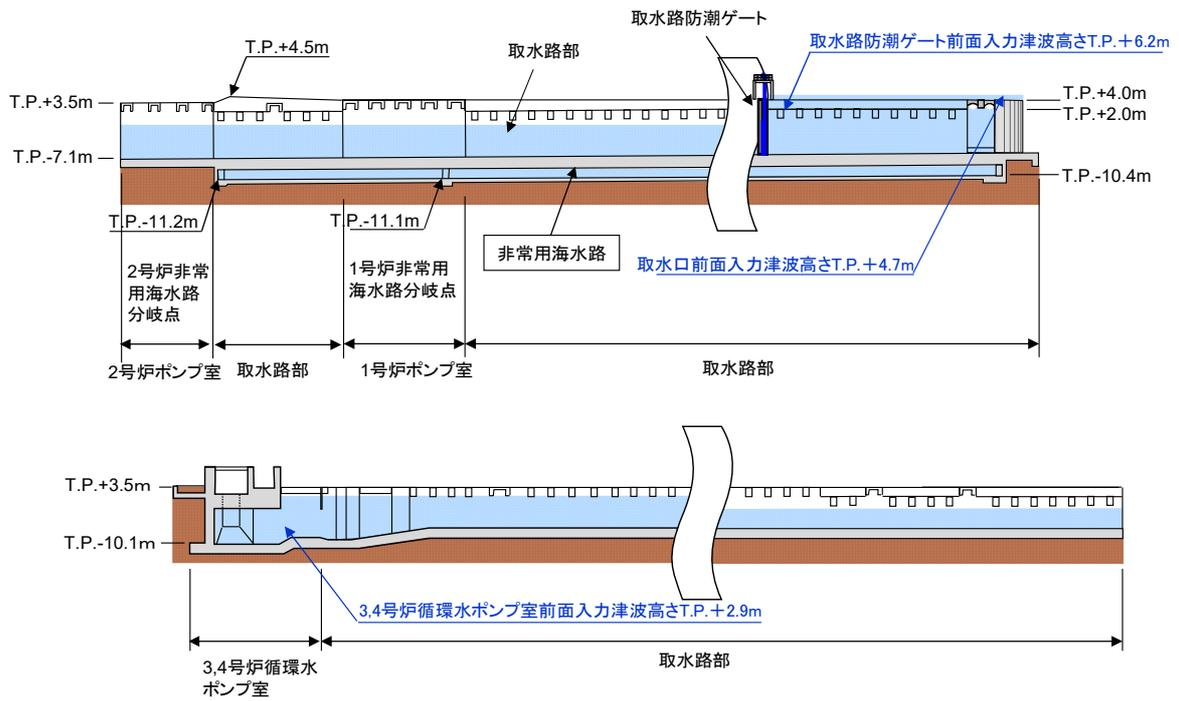 取水路防潮ゲート
T.P.+4.5m
取水路部
取水路防潮ゲート前面入力津波高さT.P.+6.2m
T.P.+3.5m
T.P.+4.0m
T.P.+2.0m
T.P.-7.1m
T.P.-10.4m
T.P.-11.2m
T.P.-11.1m
非常用海水路
取水口前面入力津波高さT.P.+4.7m
2号炉非常
用海水路
分岐点
1号炉非常用
海水路分岐点
2号炉ポンプ室
取水路部
1号炉ポンプ室
取水路部
T.P.+3.5m
T.P.-10.1m
3,4号炉循環水ポンプ室前面入力津波高さT.P.+2.9m
3,4号炉循環水
ポンプ室
取水路部